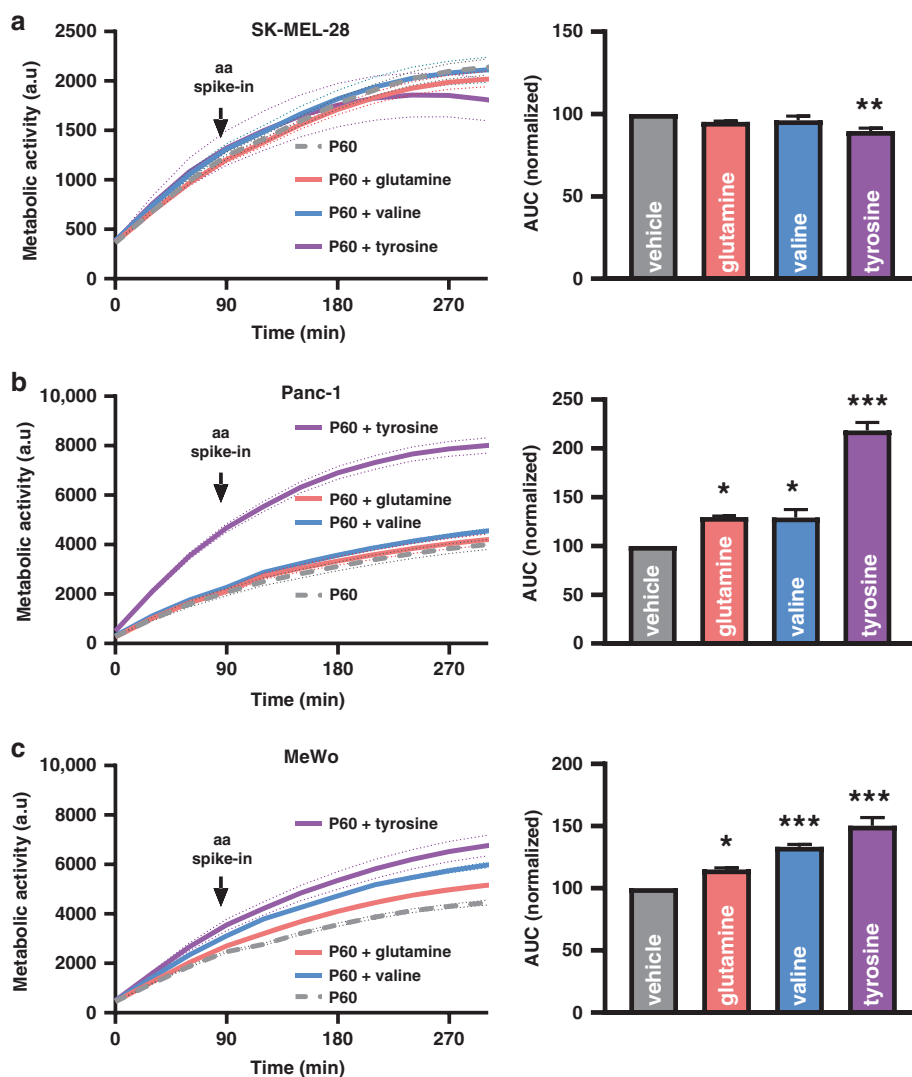 a
SK-MEL-28
Metabolic activity (a.u)
2500
2000
1500
1000
500
0
aa
spike-in
P60
P60 + glutamine
P60 + valine
P60 + tyrosine
0 90 180 270
Time (min)
AUC (normalized)
150
100
50
0
**
vehicle
glutamine
valine
tyrosine
b
Panc-1
Metabolic activity (a.u)
10,000
8000
6000
4000
2000
0
aa
spike-in
P60 + tyrosine
P60 + glutamine
P60 + valine
P60
0 90 180 270
Time (min)
AUC (normalized)
250
200
150
100
50
0
* * ***
vehicle
glutamine
valine
tyrosine
c
MeWo
Metabolic activity (a.u)
10,000
8000
6000
4000
2000
0
aa
spike-in
P60 + tyrosine
P60 + glutamine
P60 + valine
P60
0 90 180 270
Time (min)
AUC (normalized)
200
150
100
50
0
* *** ***
vehicle
glutamine
valine
tyrosine